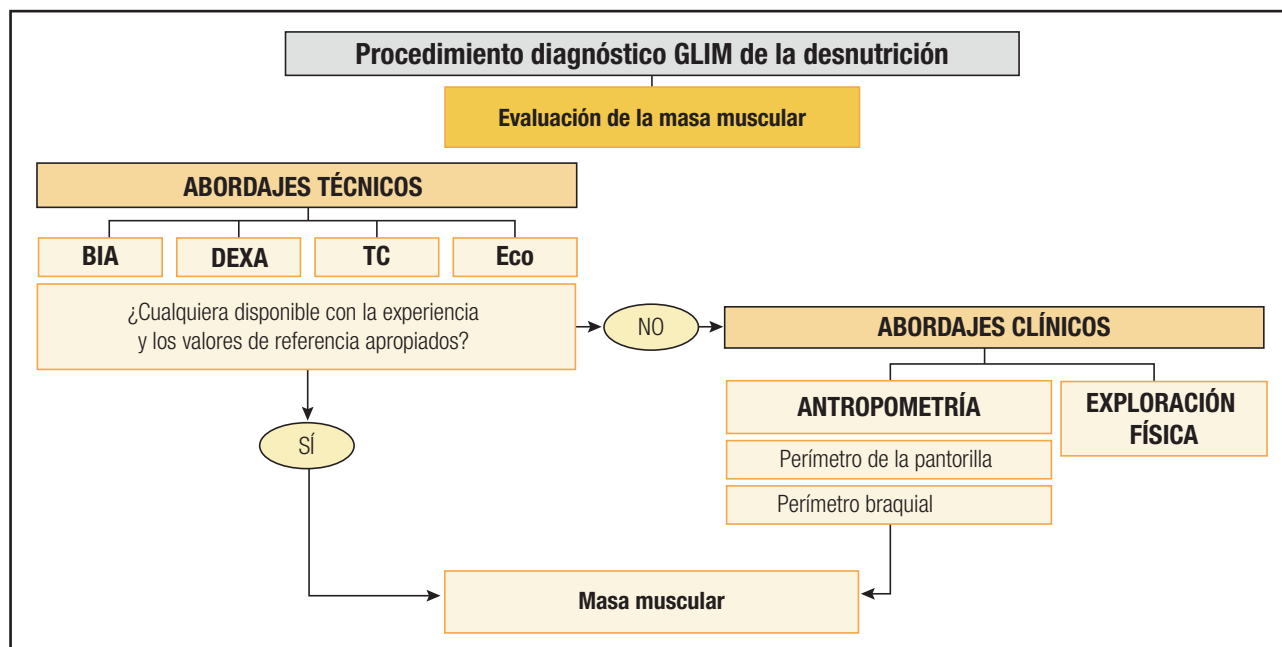 Procedimiento diagnóstico GLIM de la desnutrición
Evaluación de la masa muscular
ABORDAJES TÉCNICOS
BIA
DEXA
TC
Eco
¿Cualquiera disponible con la experiencia
y los valores de referencia apropiados?
NO
SÍ
ABORDAJES CLÍNICOS
ANTROPOMETRÍA
Perímetro de la pantorilla
Perímetro braquial
EXPLORACIÓN
FÍSICA
Masa muscular